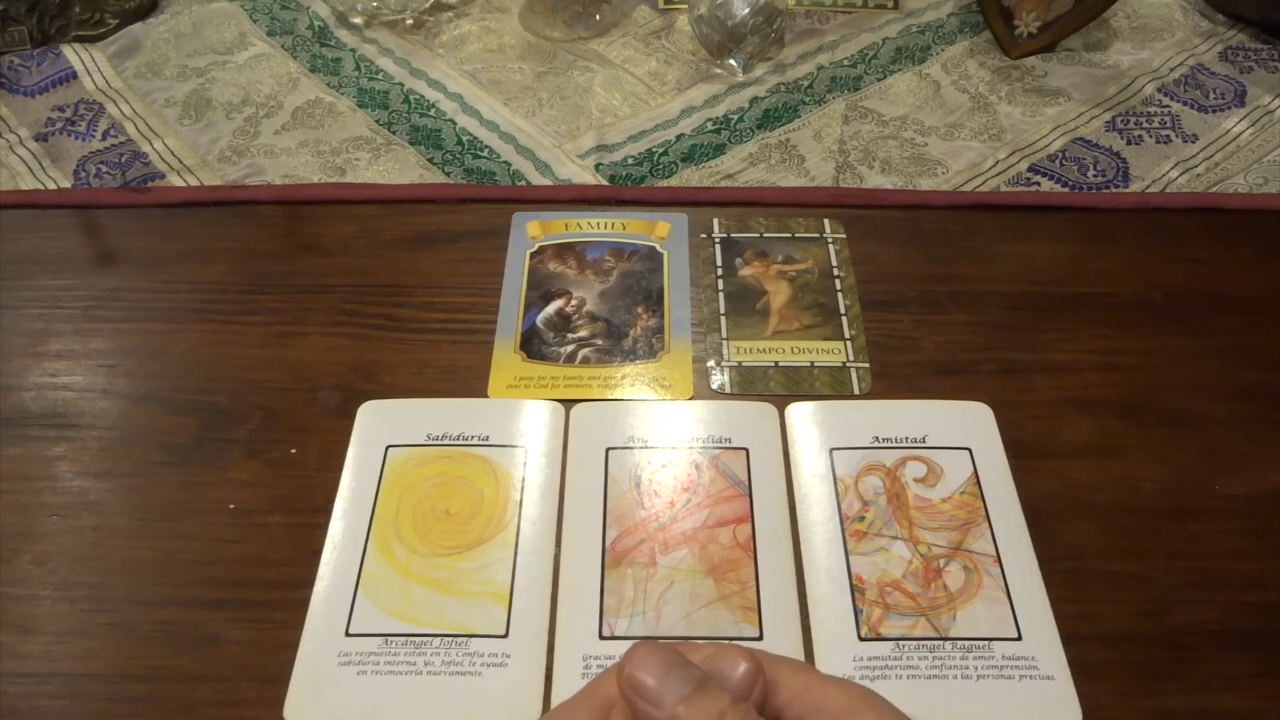 FAMILY
I pray for my family and give
over to God for answers,
TIEMPO DIVINO
Sabiduría
Arcángel Jofiel:
Las respuestas están en ti. Confía en tu
sabiduría interna. Yo, Jofiel, te ayudo
en reconocerla nuevamente.
Gracias
de mi
Amistad
Arcángel Raguel:
La amistad es un pacto de amor, balance,
compañerismo, confianza y comprensión.
Los ángeles te enviamos a las personas precisas.